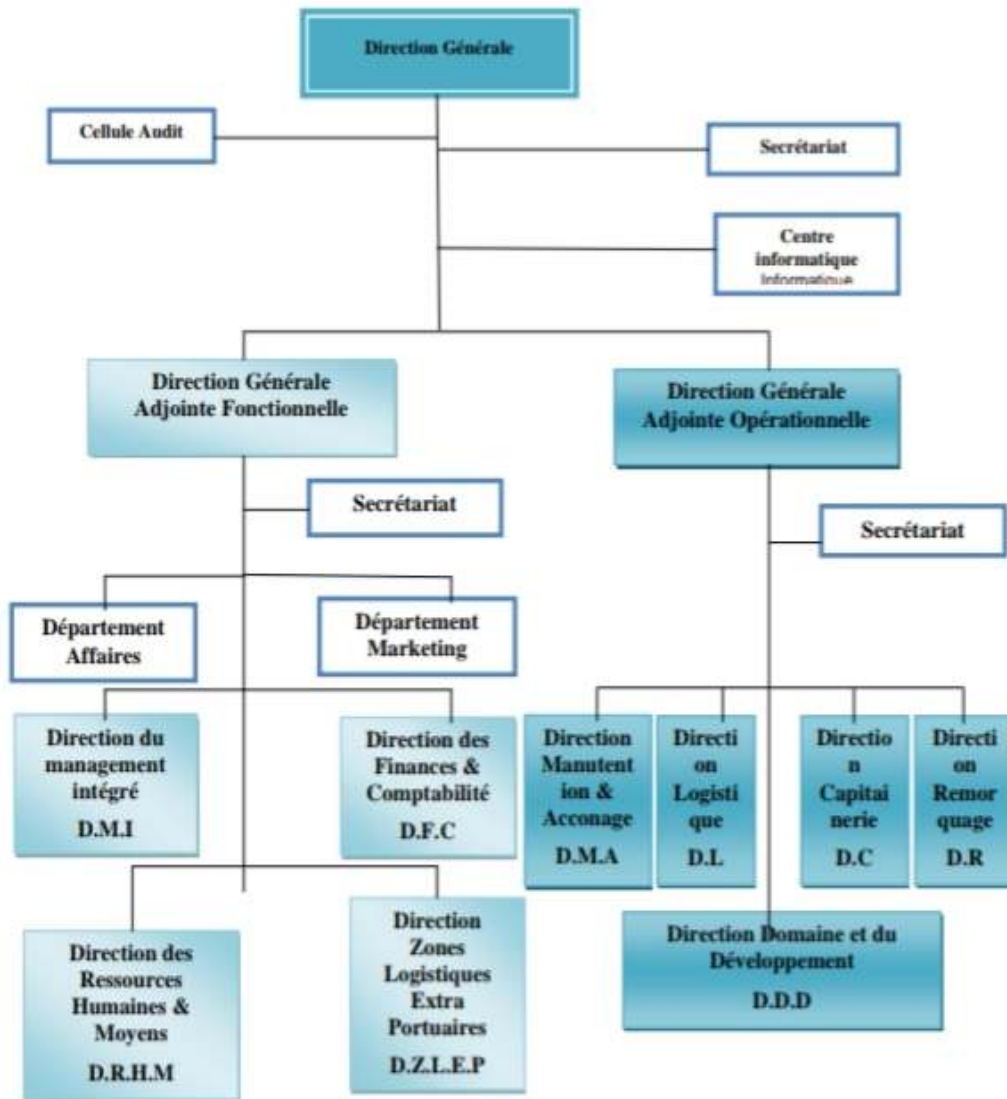 Direction Générale
Cellule Audit
Secrétariat
Centre
informatique
Informatique
Direction Générale
Adjointe Fonctionnelle
Direction Générale
Adjointe Opérationnelle
Secrétariat
Secrétariat
Département
Affaires
Département
Marketing
Direction du
management
intégré
D.M.I
Direction des
Finances &
Comptabilité
D.F.C
Direction
Manutent
ion &
Acconage
D.M.A
Directi
on
Logisti
que
D.L
Directio
n
Capitai
nerie
D.C
Directi
on
Remor
quage
D.R
Direction des
Ressources
Humaines &
Moyens
D.R.H.M
Direction
Zones
Logistiques
Extra
Portuaires
D.Z.L.E.P
Direction Domaine et du
Développement
D.D.D